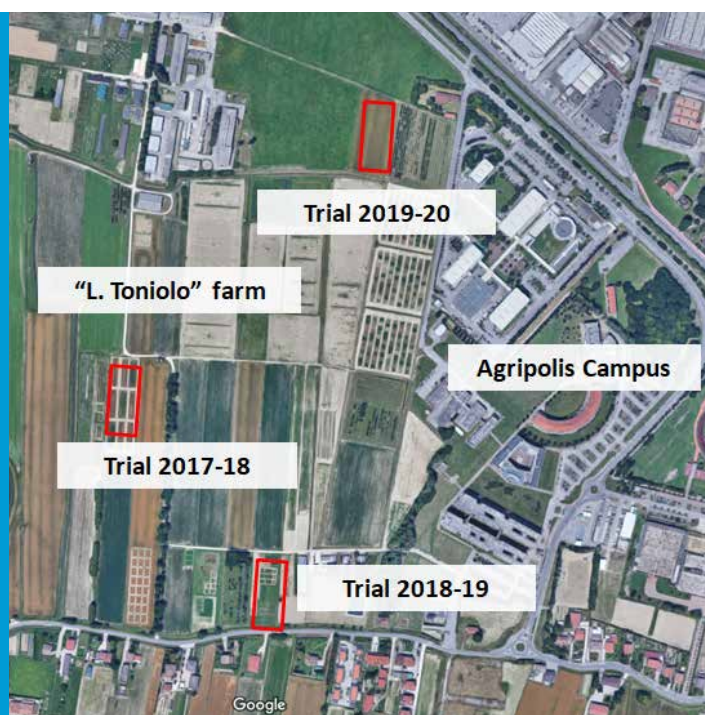 Trial 2019-20
“L. Toniolo” farm
Agripolis Campus
Trial 2017-18
Trial 2018-19
Google